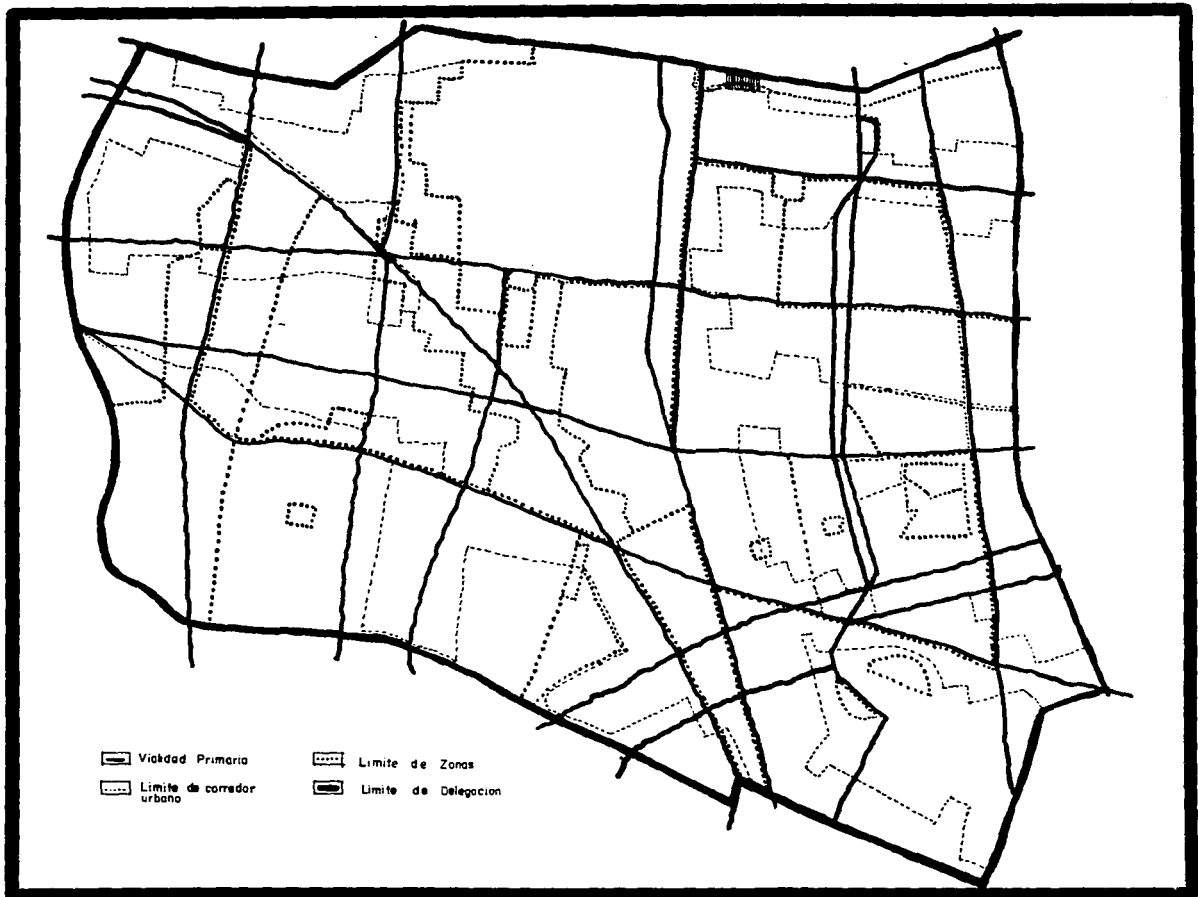 Vialidad Primaria
Limite de corredor
urbano
Limite de Zonas
Limite de Delegacion